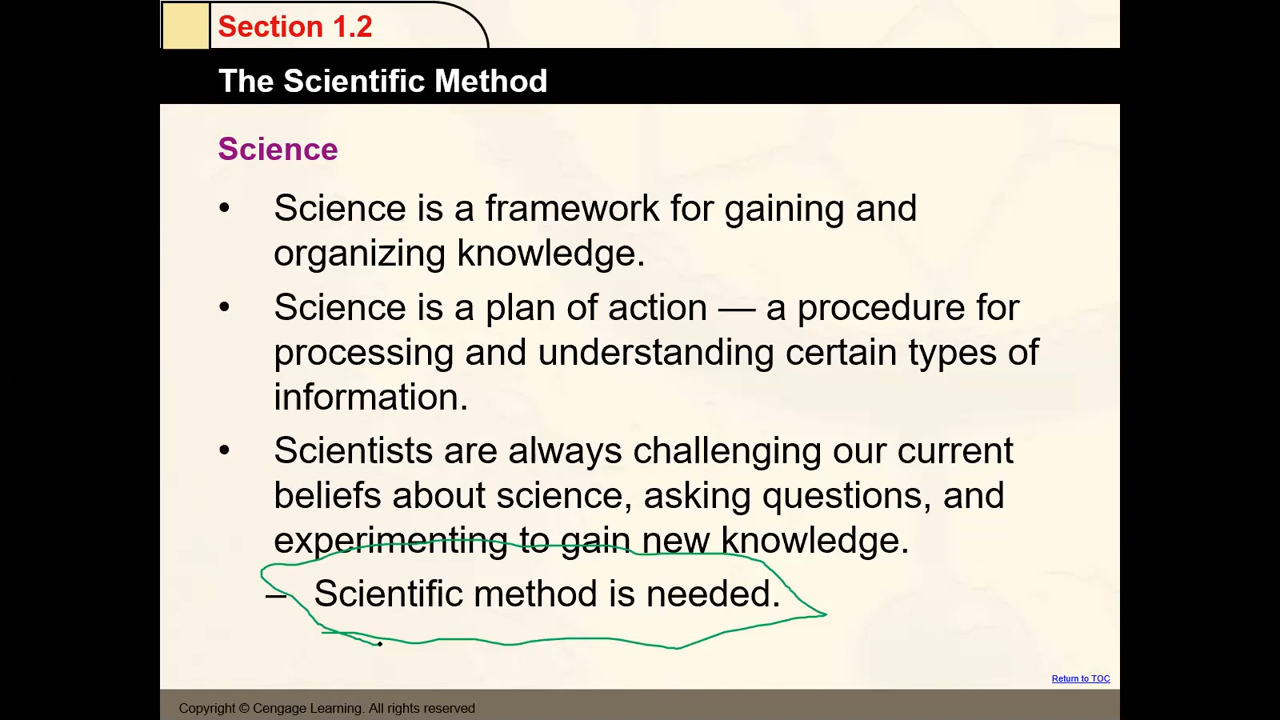 Section 1.2
The Scientific Method
Science
• Science is a framework for gaining and
organizing knowledge.
• Science is a plan of action — a procedure for
processing and understanding certain types of
information.
• Scientists are always challenging our current
beliefs about science, asking questions, and
experimenting to gain new knowledge.
– Scientific method is needed.
Return to TOC
Copyright © Cengage Learning. All rights reserved